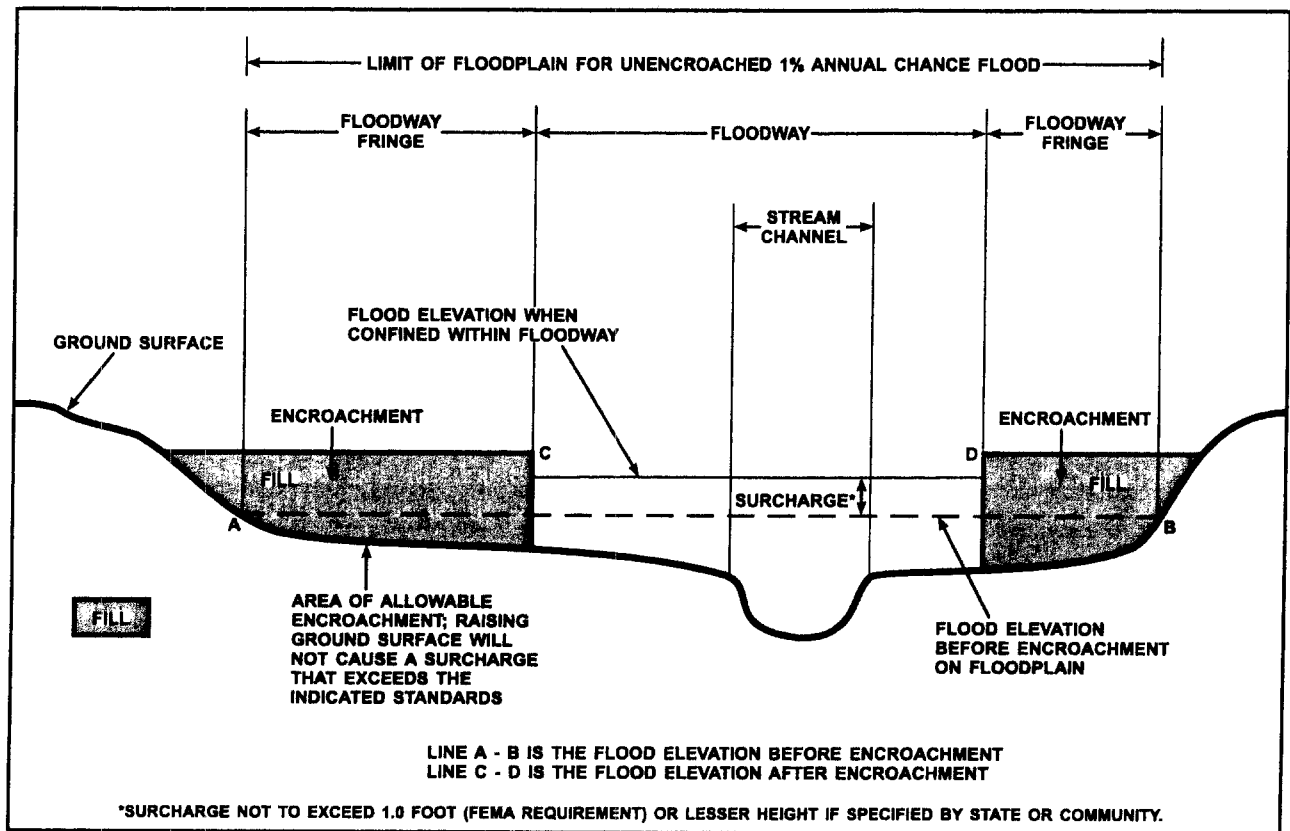 LIMIT OF FLOODPLAIN FOR UNENCROACHED 1% ANNUAL CHANCE FLOOD
FLOODWAY
FRINGE
FLOODWAY
FLOODWAY
FRINGE
STREAM
CHANNEL
FLOOD ELEVATION WHEN
CONFINED WITHIN FLOODWAY
GROUND SURFACE
ENCROACHMENT
ENCROACHMENT
C
D
FILL
FILL
SURCHARGE*
A
B
FILL
AREA OF ALLOWABLE
ENCROACHMENT; RAISING
GROUND SURFACE WILL
NOT CAUSE A SURCHARGE
THAT EXCEEDS THE
INDICATED STANDARDS
FLOOD ELEVATION
BEFORE ENCROACHMENT
ON FLOODPLAIN
LINE A - B IS THE FLOOD ELEVATION BEFORE ENCROACHMENT
LINE C - D IS THE FLOOD ELEVATION AFTER ENCROACHMENT
*SURCHARGE NOT TO EXCEED 1.0 FOOT (FEMA REQUIREMENT) OR LESSER HEIGHT IF SPECIFIED BY STATE OR COMMUNITY.